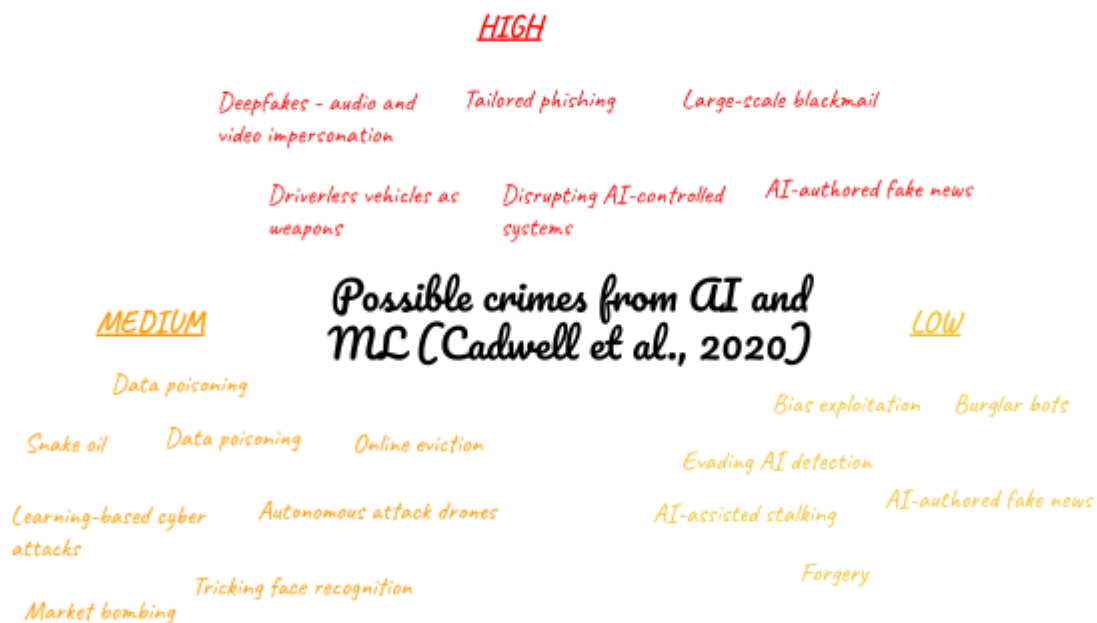 HIGH
Deepfakes - audio and
video impersonation
Tailored phishing
Large-scale blackmail
Driverless vehicles as
weapons
Disrupting AI-controlled
systems
AI-authored fake news
Possible crimes from AI and
ML (Cadwell et al., 2020)
MEDIUM
Data poisoning
Snake oil
Data poisoning
Online eviction
Learning-based cyber
attacks
Autonomous attack drones
Tricking face recognition
Market bombing
LOW
Bias exploitation
Burglar bots
Evading AI detection
AI-assisted stalking
AI-authored fake news
Forgery